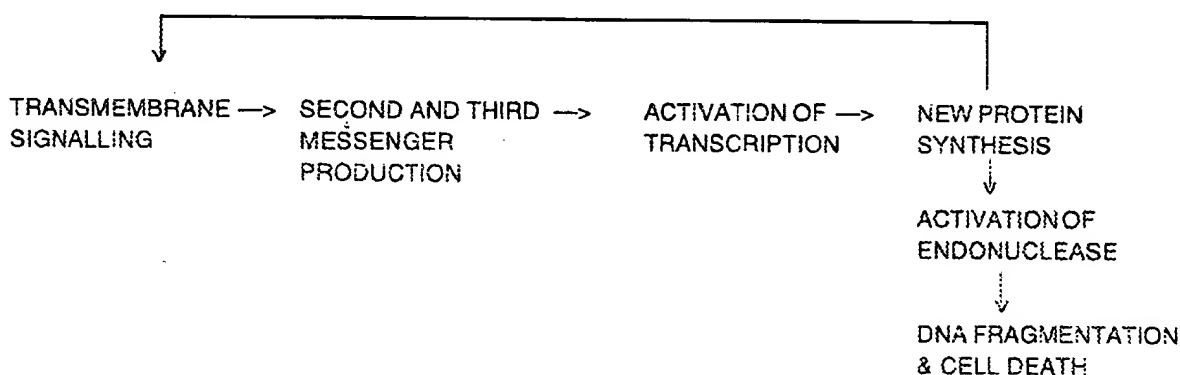 TRANSMEMBRANE —> SECOND AND THIRD —> ACTIVATION OF —> NEW PROTEIN
SIGNALLING MESSENGER TRANSCRIPTION SYNTHESIS
PRODUCTION
ACTIVATION OF
ENDONUCLEASE
DNA FRAGMENTATION
& CELL DEATH